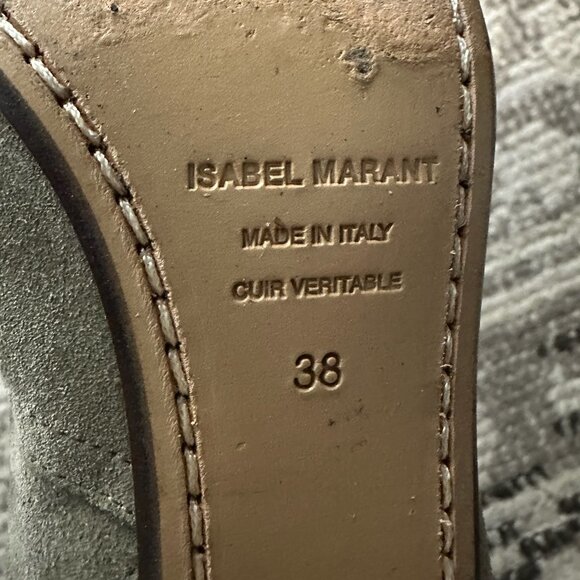 ISABEL MARANT
MADE IN ITALY
CUIR VERITABLE
38